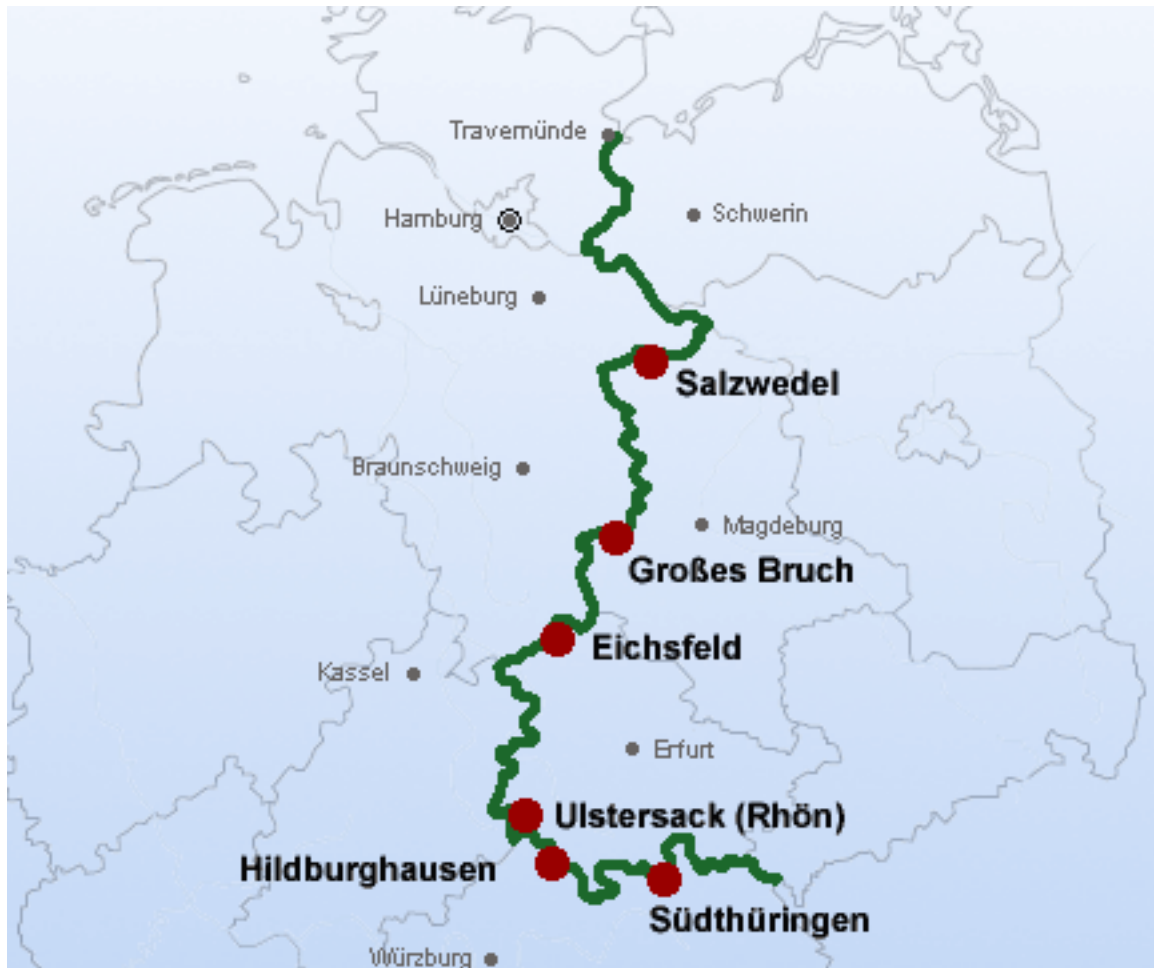 Travemünde
Hamburg
Schwerin
Lüneburg
Salzwedel
Braunschweig
Magdeburg
Großes Bruch
Eichsfeld
Kassel
Erfurt
Ulstersack (Rhön)
Hildburghausen
Südthüringen
Würzburg